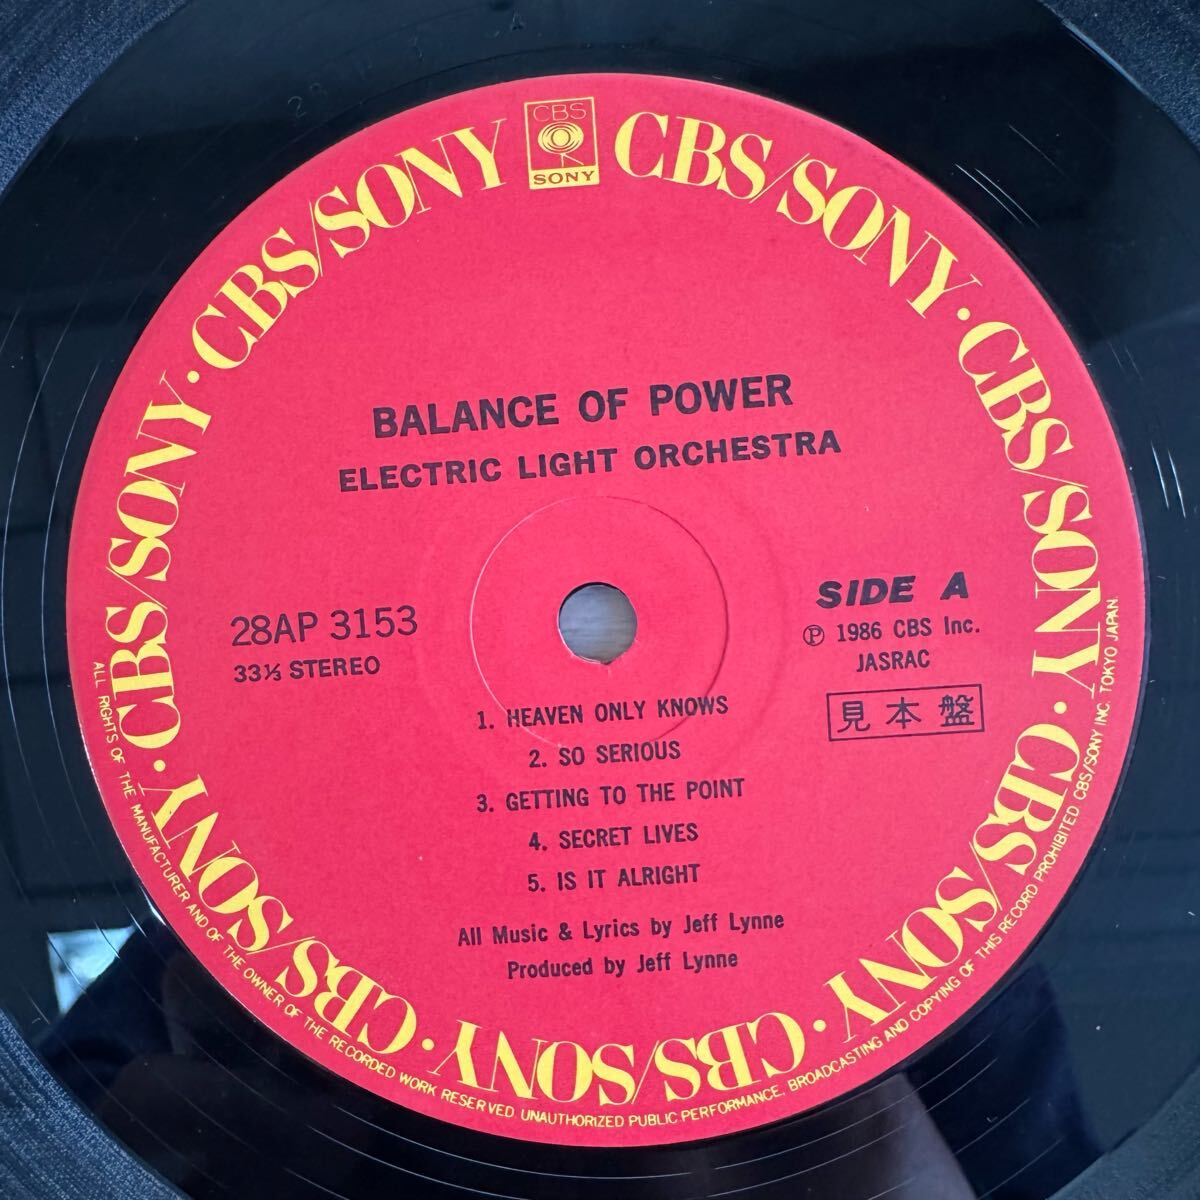 CBS
SONY
CBS/SONY · CBS/SONY · CBS/SONY · CBS/SONY · CBS/SONY · CBS/SONY · CBS/SONY · CBS/SONY · CBS/SONY
BALANCE OF POWER
ELECTRIC LIGHT ORCHESTRA
SIDE A
28AP 3153
33⅓ STEREO
Ⓟ 1986 CBS Inc.
JASRAC
見本盤
1. HEAVEN ONLY KNOWS
2. SO SERIOUS
3. GETTING TO THE POINT
4. SECRET LIVES
5. IS IT ALRIGHT
All Music & Lyrics by Jeff Lynne
Produced by Jeff Lynne
ALL RIGHTS OF THE MANUFACTURER AND OF THE OWNER OF THE RECORDED WORK RESERVED. UNAUTHORIZED PUBLIC PERFORMANCE, BROADCASTING AND COPYING OF THIS RECORD PROHIBITED CBS/SONY INC. TOKYO JAPAN.